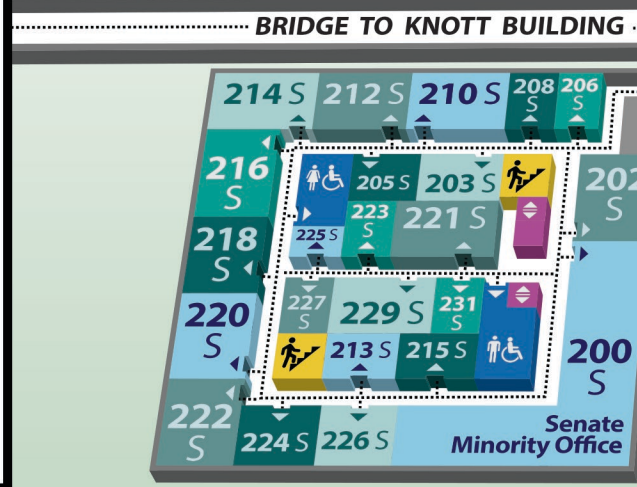 BRIDGE TO KNOTT BUILDING
214 S
212 S
210 S
208
S
206
S
216
S
205 S
203 S
202
S
223
S
221 S
218
S
225 S
227
S
229 S
231
S
220
S
213 S
215 S
200
S
222
S
224 S
226 S
Senate
Minority Office